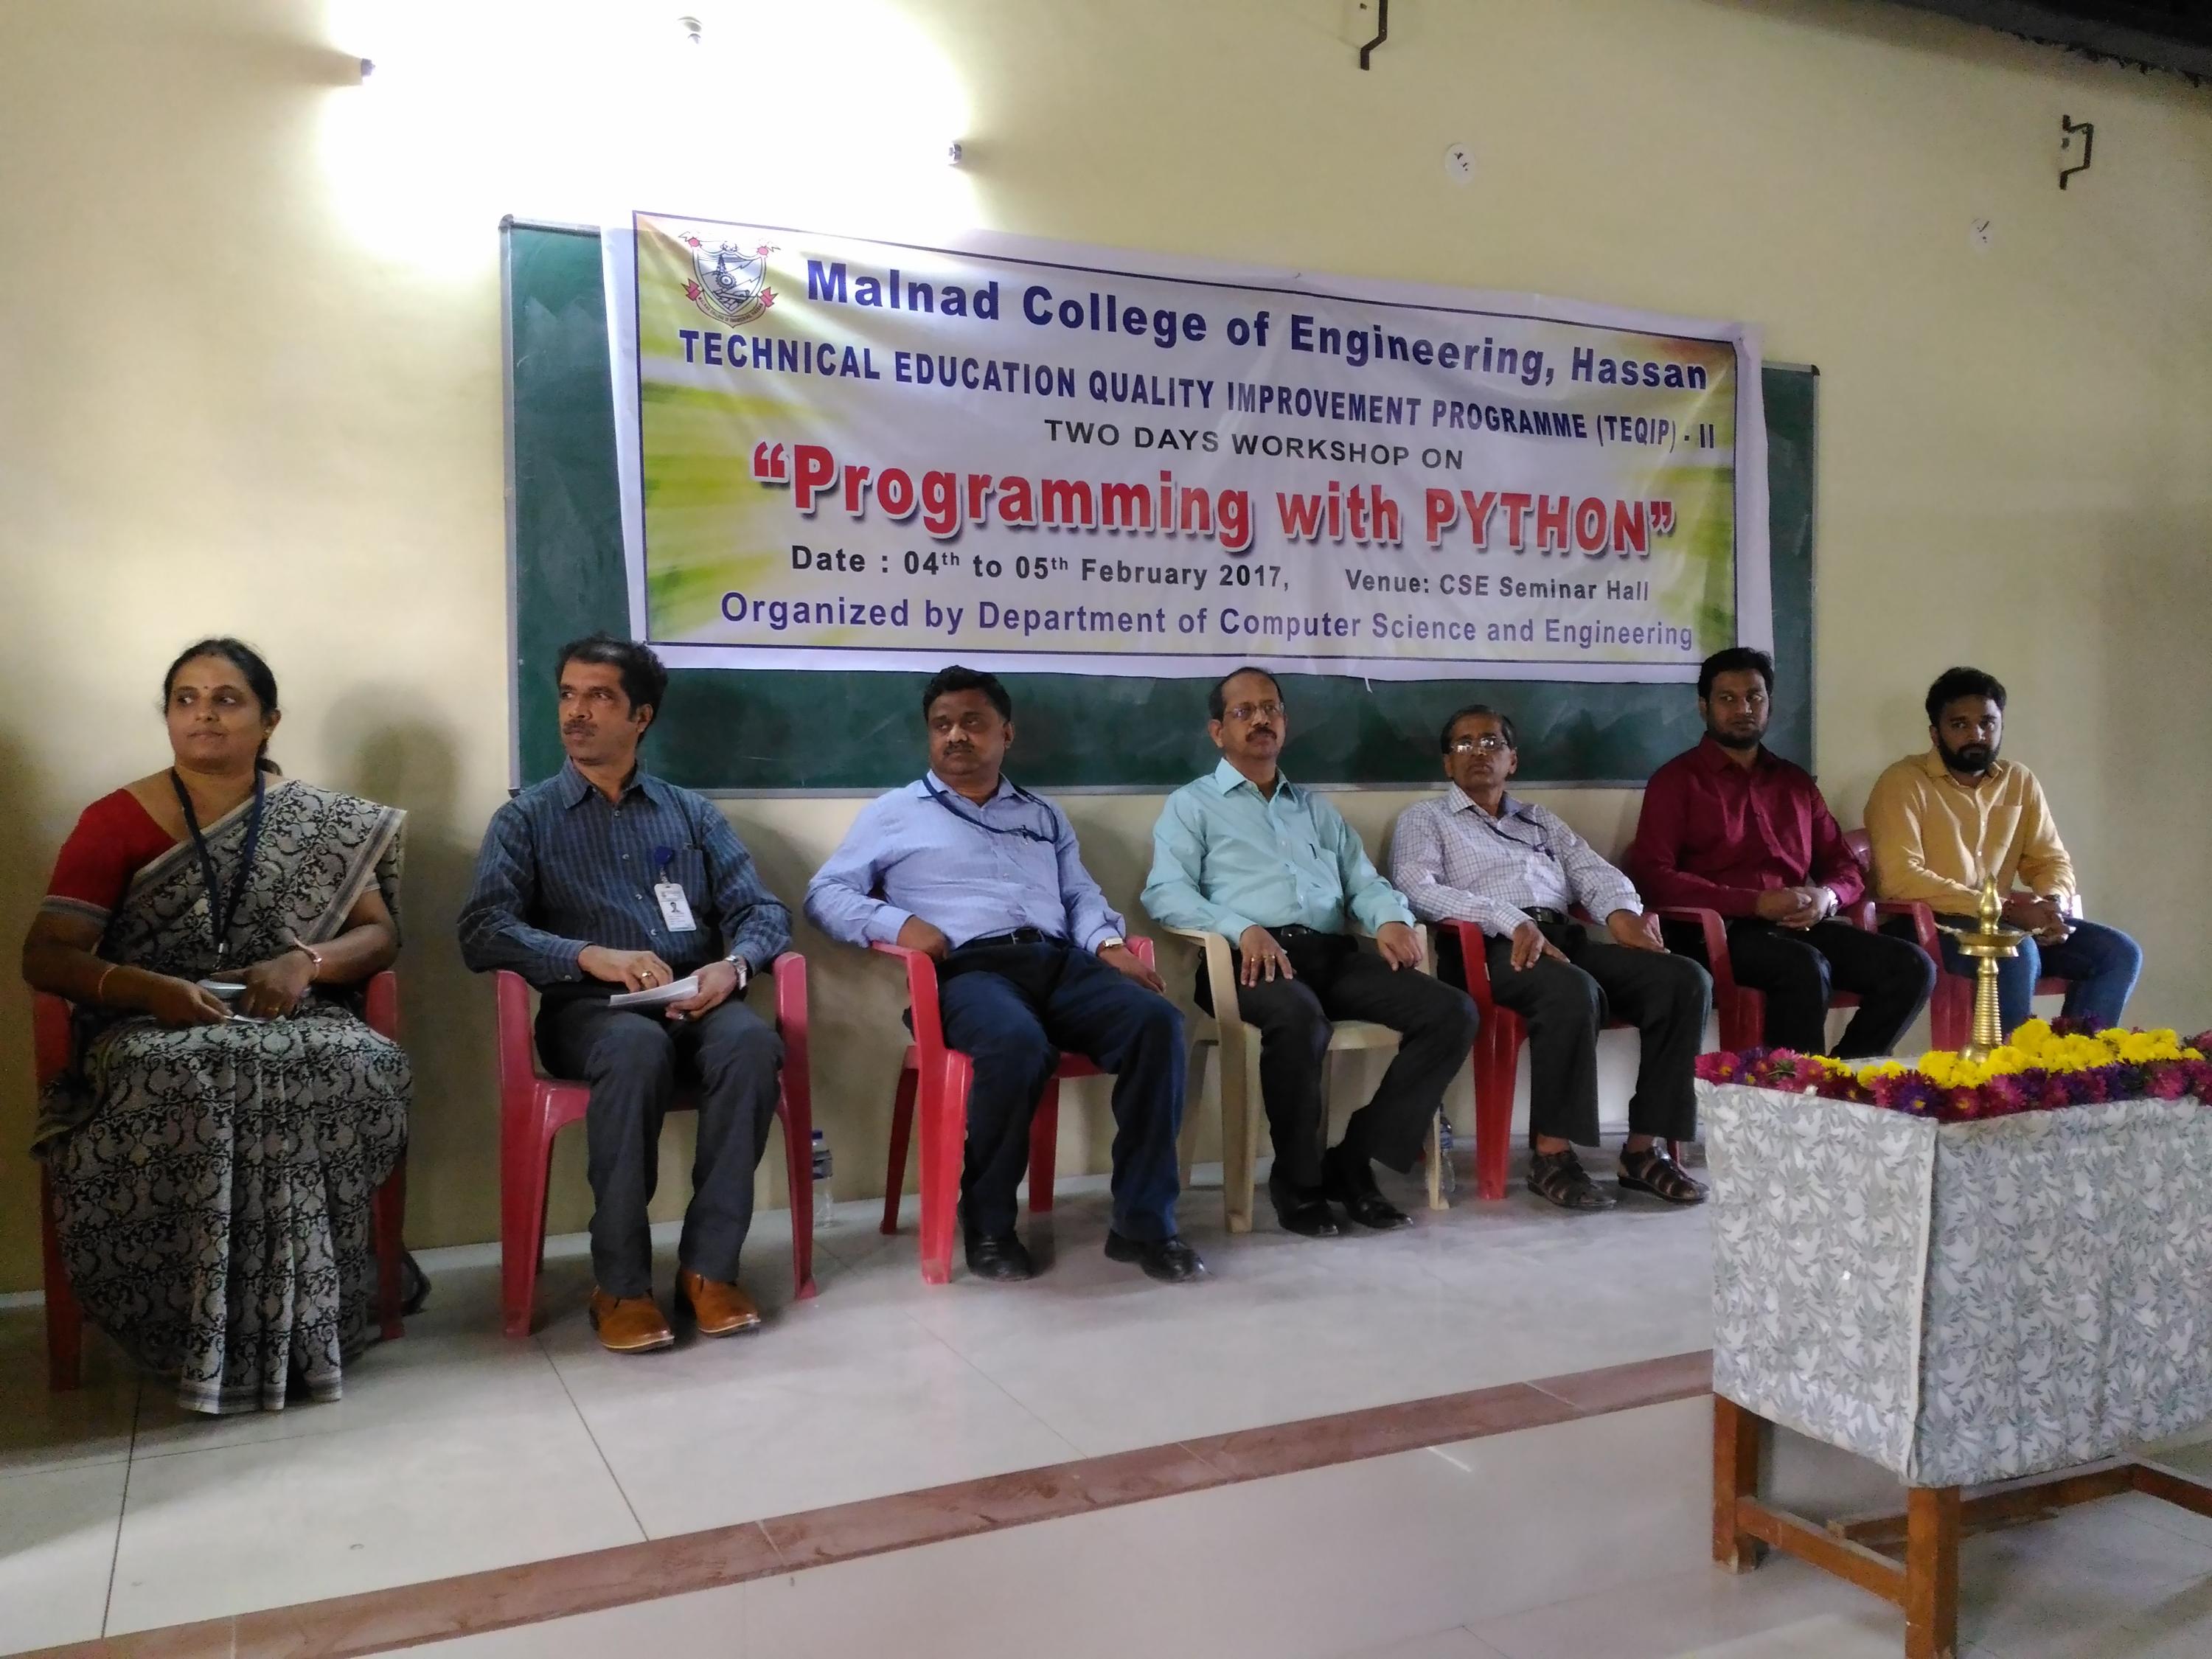 Malnad College of Engineering, Hassan
TECHNICAL EDUCATION QUALITY IMPROVEMENT PROGRAMME (TEQIP) - II
TWO DAYS WORKSHOP ON
“Programming with PYTHON”
Date : 04th to 05th February 2017, Venue: CSE Seminar Hall
Organized by Department of Computer Science and Engineering